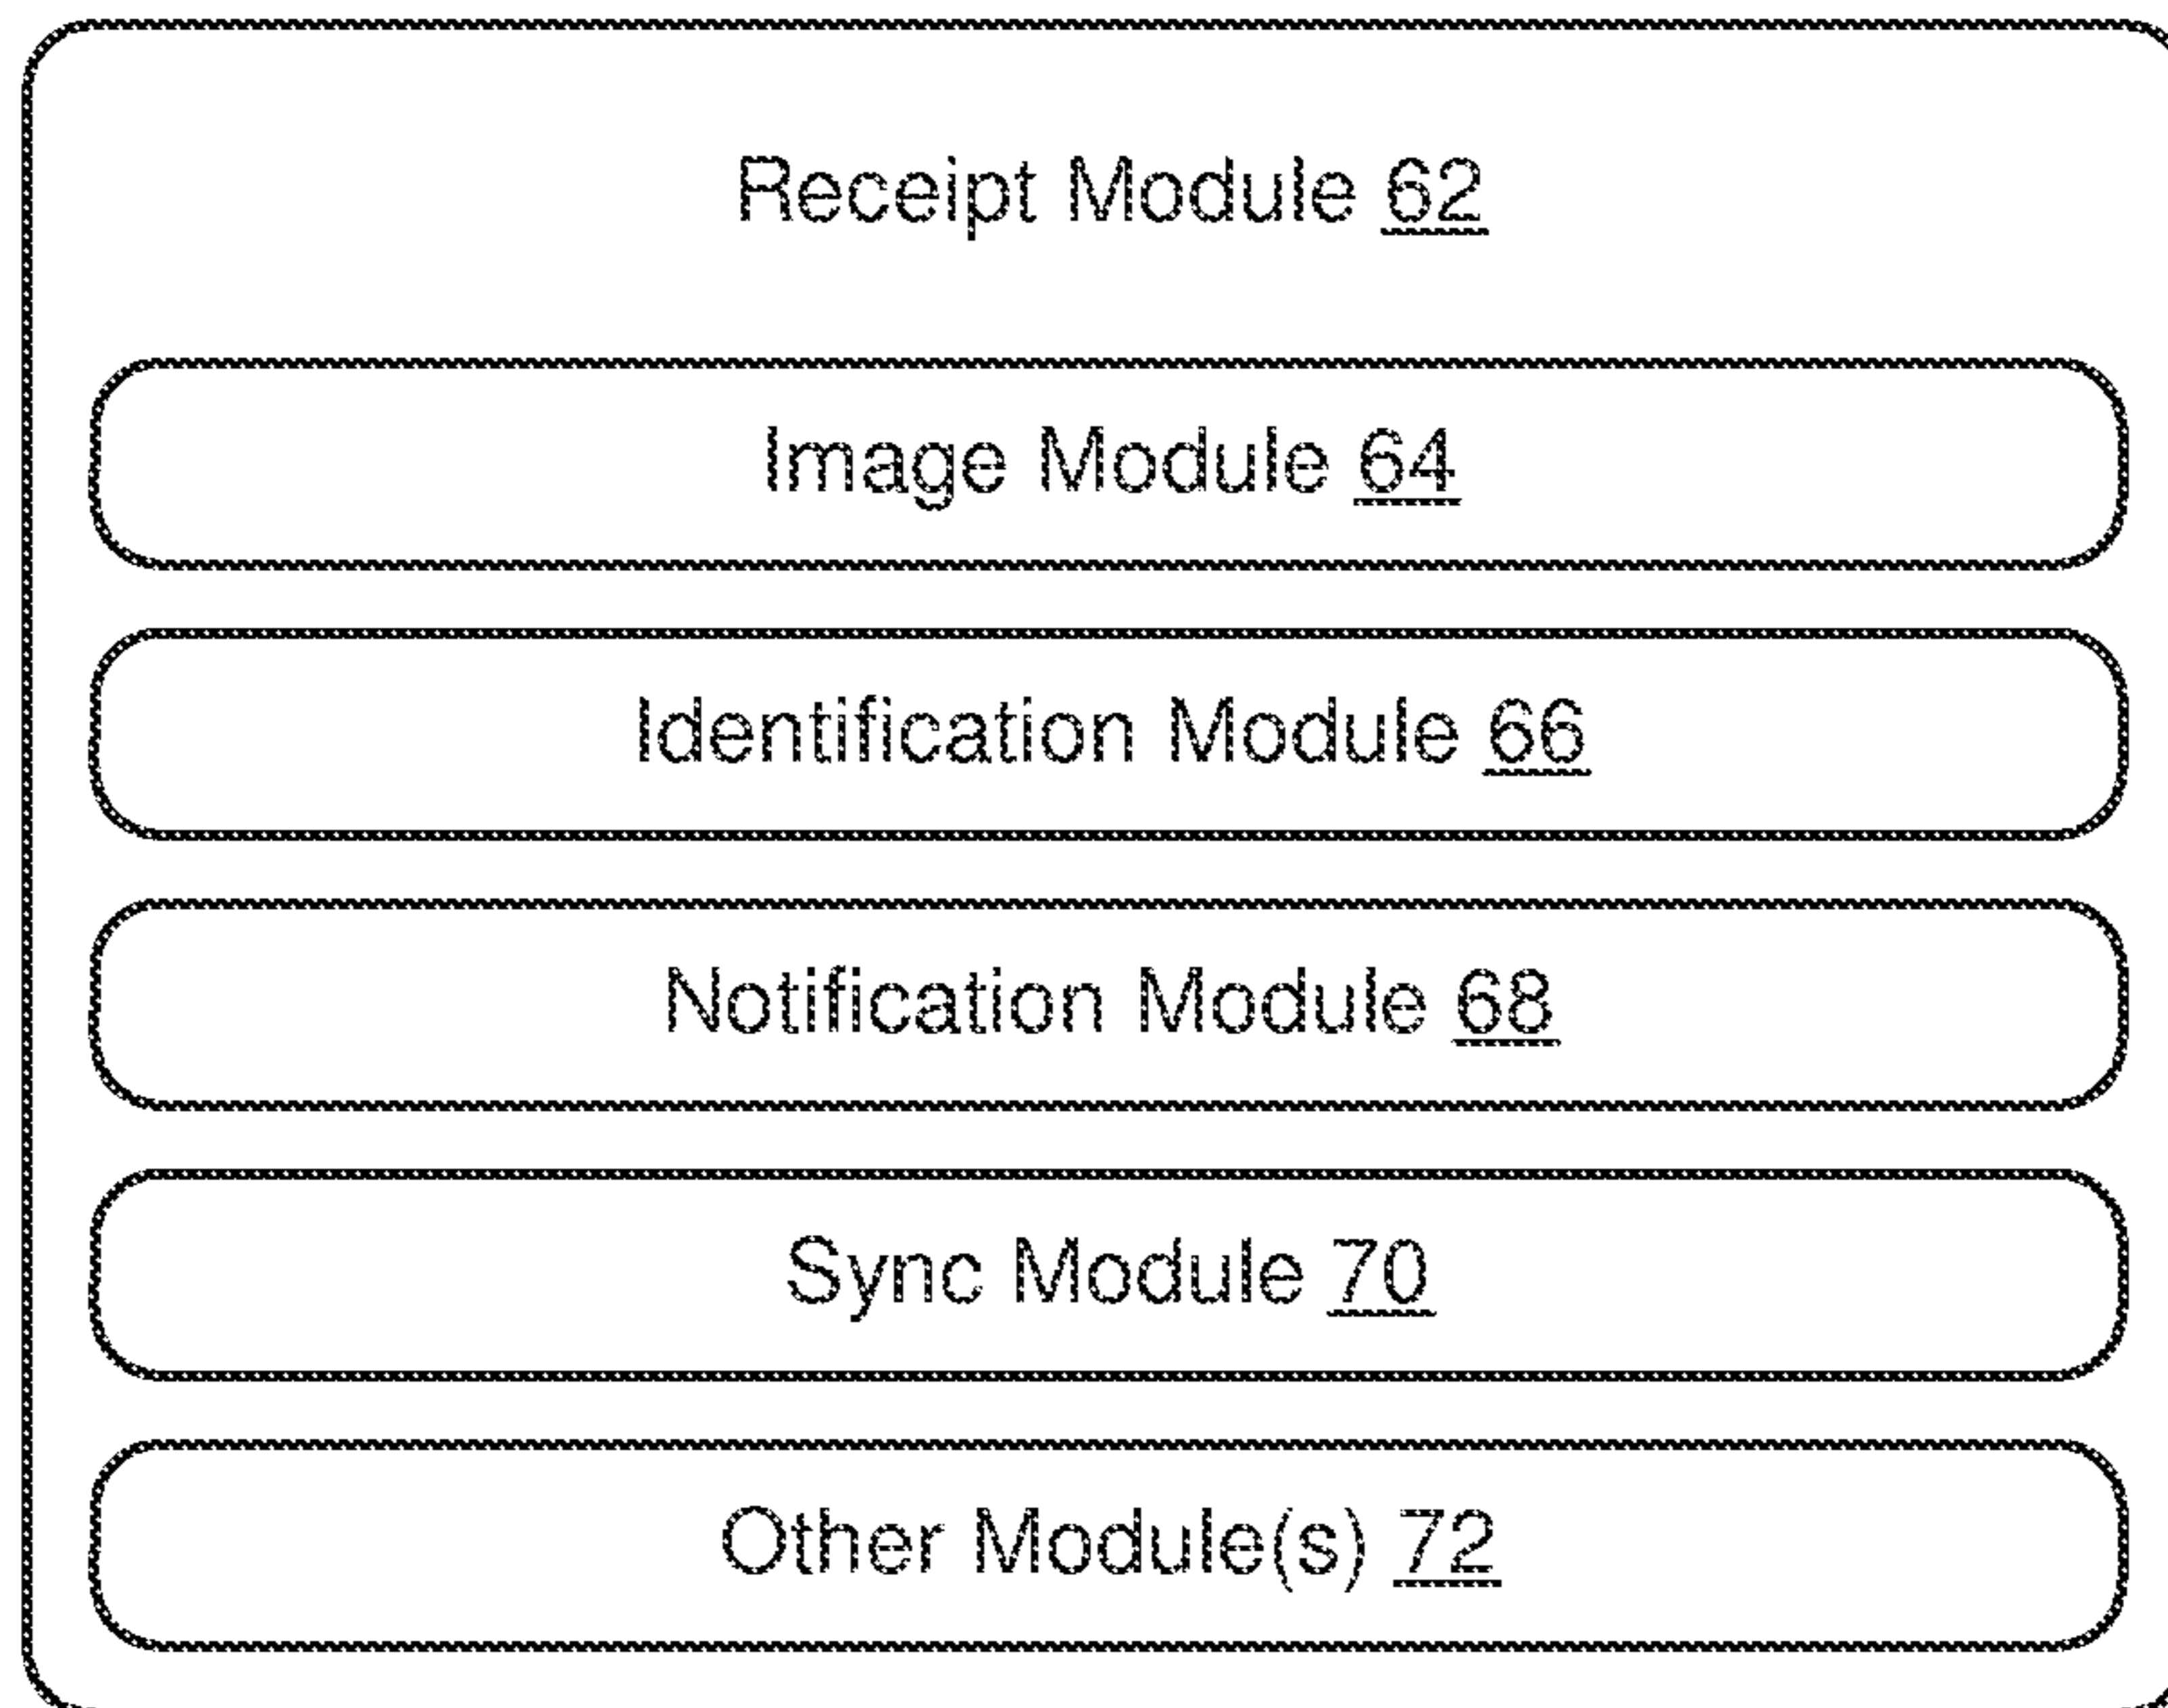 Receipt Module 62
Image Module 64
Identification Module 66
Notification Module 68
Sync Module 70
Other Module(s) 72